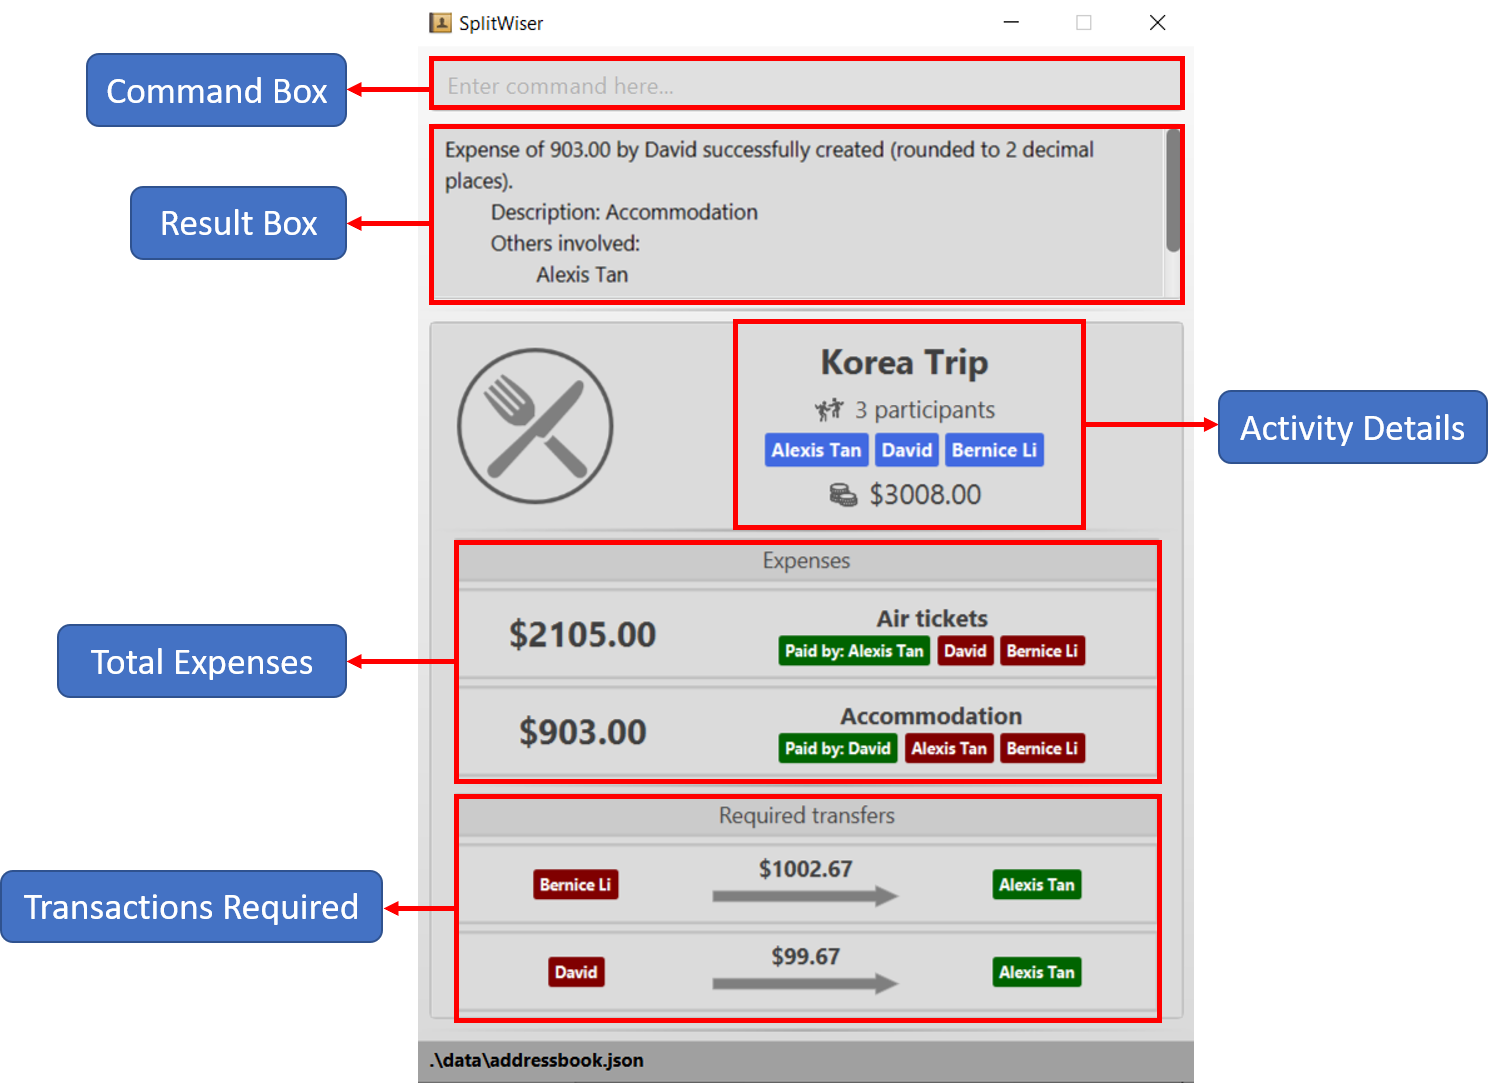 SplitWiser
Command Box
Enter command here...
Result Box
Expense of 903.00 by David successfully created (rounded to 2 decimal
places).
Description: Accommodation
Others involved:
Alexis Tan
Korea Trip
3 participants
Alexis Tan David Bernice Li
$3008.00
Activity Details
Total Expenses
Expenses
$2105.00
Air tickets
Paid by: Alexis Tan David Bernice Li
$903.00
Accommodation
Paid by: David Alexis Tan Bernice Li
Transactions Required
Required transfers
Bernice Li $1002.67 Alexis Tan
David $99.67 Alexis Tan
.\data\addressbook.json